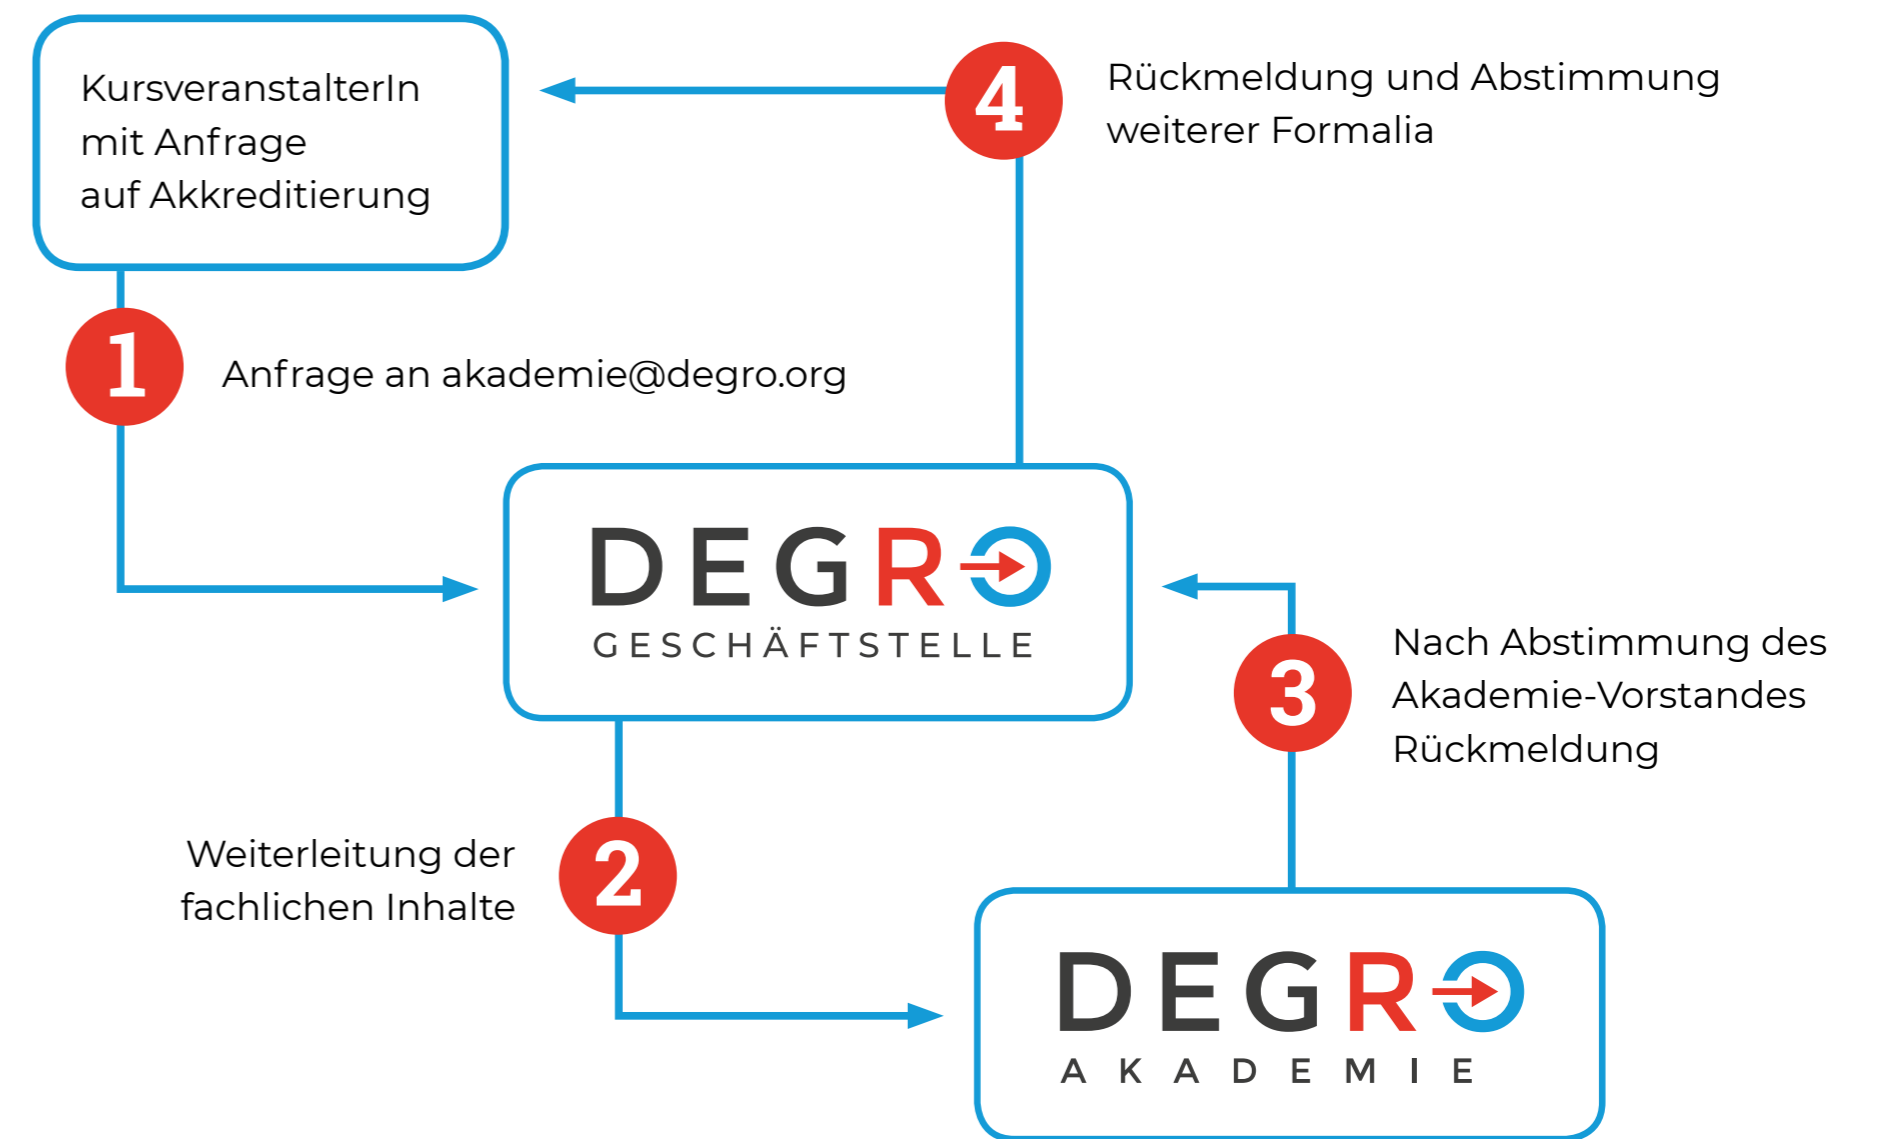 KursveranstalterIn
mit Anfrage
auf Akkreditierung
4
Rückmeldung und Abstimmung
weiterer Formalia
1
Anfrage an akademie@degro.org
DEGRO
GESCHÄFTSTELLE
3
Nach Abstimmung des
Akademie-Vorstandes
Rückmeldung
2
Weiterleitung der
fachlichen Inhalte
DEGRO
AKADEMIE